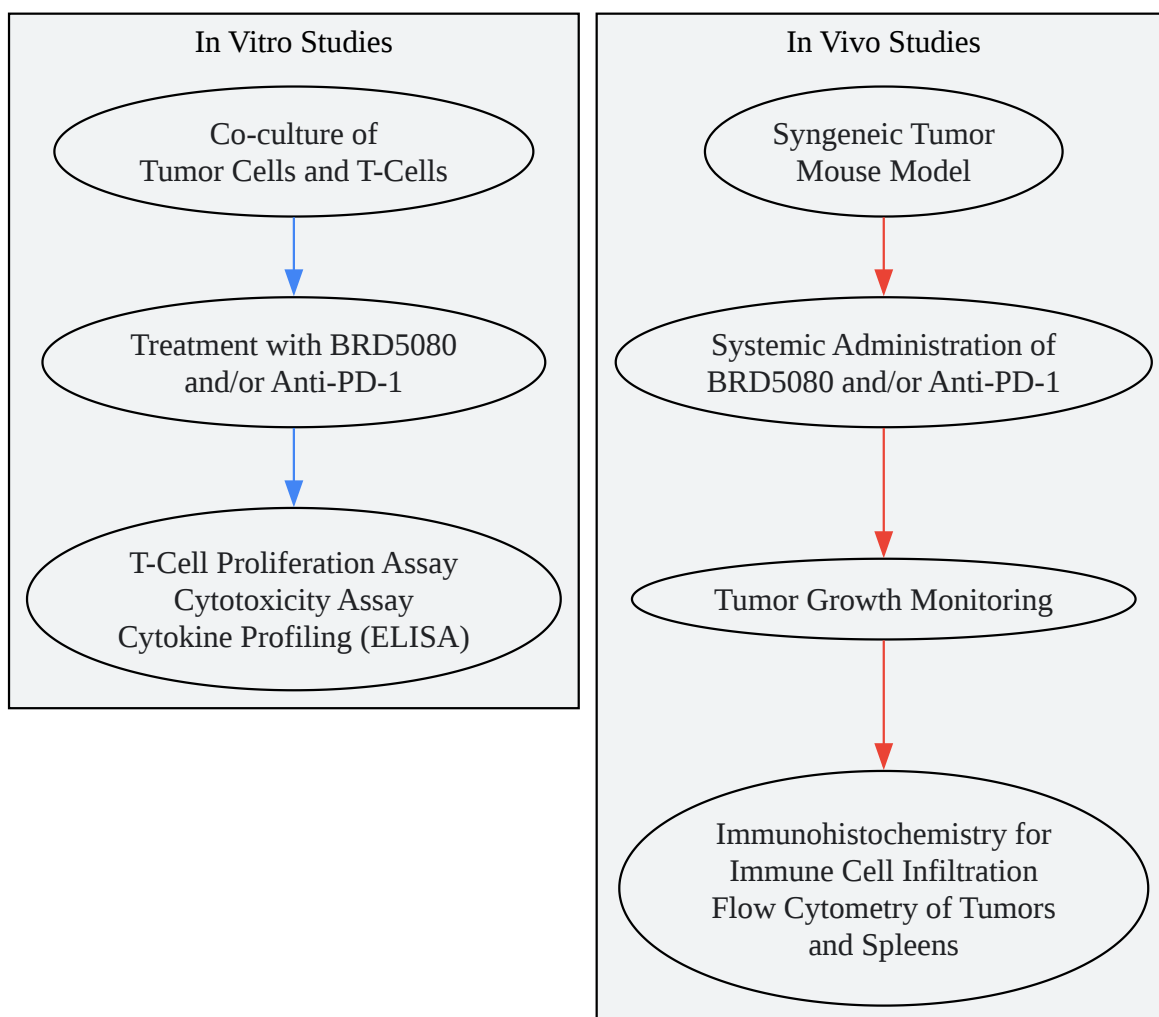 In Vitro Studies
Co-culture of
Tumor Cells and T-Cells
Treatment with BRD5080
and/or Anti-PD-1
T-Cell Proliferation Assay
Cytotoxicity Assay
Cytokine Profiling (ELISA)
In Vivo Studies
Syngeneic Tumor
Mouse Model
Systemic Administration of
BRD5080 and/or Anti-PD-1
Tumor Growth Monitoring
Immunohistochemistry for
Immune Cell Infiltration
Flow Cytometry of Tumors
and Spleens